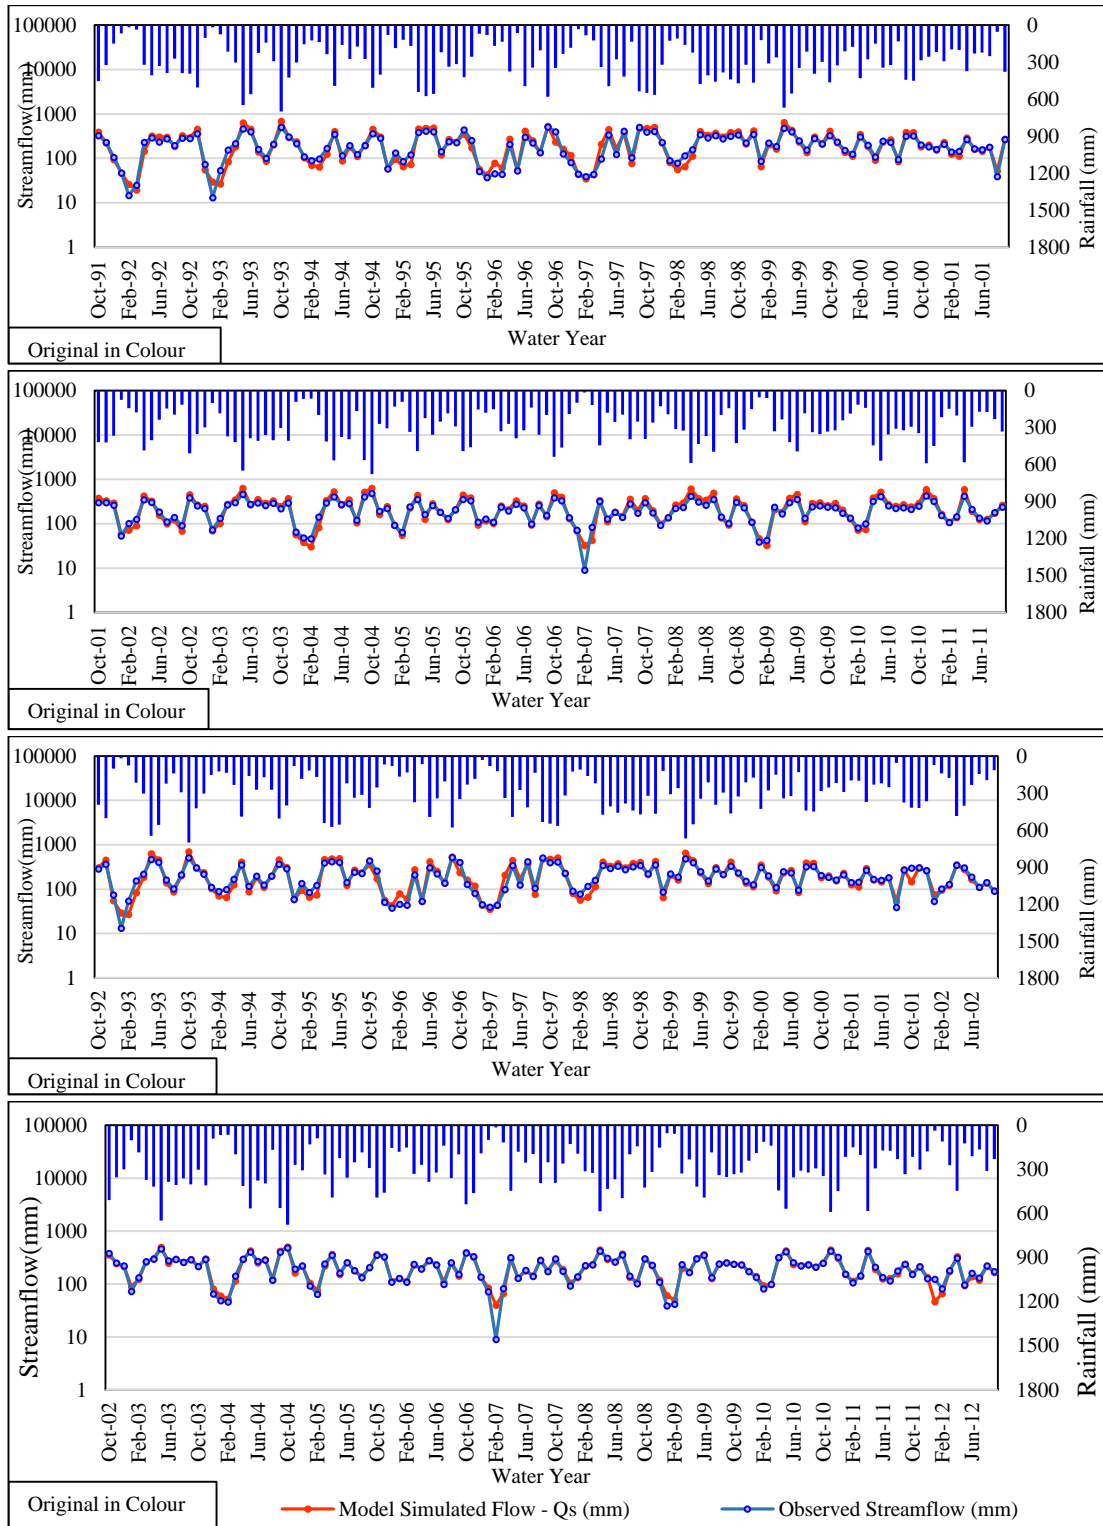 100000
10000
1000
100
10
1
Streamflow(mm)
0
300
600
900
1200
1500
1800
Rainfall (mm)
Oct-91
Feb-92
Jun-92
Oct-92
Feb-93
Jun-93
Oct-93
Feb-94
Jun-94
Oct-94
Feb-95
Jun-95
Oct-95
Feb-96
Jun-96
Oct-96
Feb-97
Jun-97
Oct-97
Feb-98
Jun-98
Oct-98
Feb-99
Jun-99
Oct-99
Feb-00
Jun-00
Oct-00
Feb-01
Jun-01
Water Year
Original in Colour
100000
10000
1000
100
10
1
Streamflow(mm)
0
300
600
900
1200
1500
1800
Rainfall (mm)
Oct-01
Feb-02
Jun-02
Oct-02
Feb-03
Jun-03
Oct-03
Feb-04
Jun-04
Oct-04
Feb-05
Jun-05
Oct-05
Feb-06
Jun-06
Oct-06
Feb-07
Jun-07
Oct-07
Feb-08
Jun-08
Oct-08
Feb-09
Jun-09
Oct-09
Feb-10
Jun-10
Oct-10
Feb-11
Jun-11
Water Year
Original in Colour
100000
10000
1000
100
10
1
Streamflow(mm)
0
300
600
900
1200
1500
1800
Rainfall (mm)
Oct-92
Feb-93
Jun-93
Oct-93
Feb-94
Jun-94
Oct-94
Feb-95
Jun-95
Oct-95
Feb-96
Jun-96
Oct-96
Feb-97
Jun-97
Oct-97
Feb-98
Jun-98
Oct-98
Feb-99
Jun-99
Oct-99
Feb-00
Jun-00
Oct-00
Feb-01
Jun-01
Oct-01
Feb-02
Jun-02
Water Year
Original in Colour
100000
10000
1000
100
10
1
Streamflow(mm)
0
300
600
900
1200
1500
1800
Rainfall (mm)
Oct-02
Feb-03
Jun-03
Oct-03
Feb-04
Jun-04
Oct-04
Feb-05
Jun-05
Oct-05
Feb-06
Jun-06
Oct-06
Feb-07
Jun-07
Oct-07
Feb-08
Jun-08
Oct-08
Feb-09
Jun-09
Oct-09
Feb-10
Jun-10
Oct-10
Feb-11
Jun-11
Oct-11
Feb-12
Jun-12
Water Year
Original in Colour
Model Simulated Flow - Qs (mm)
Observed Streamflow (mm)